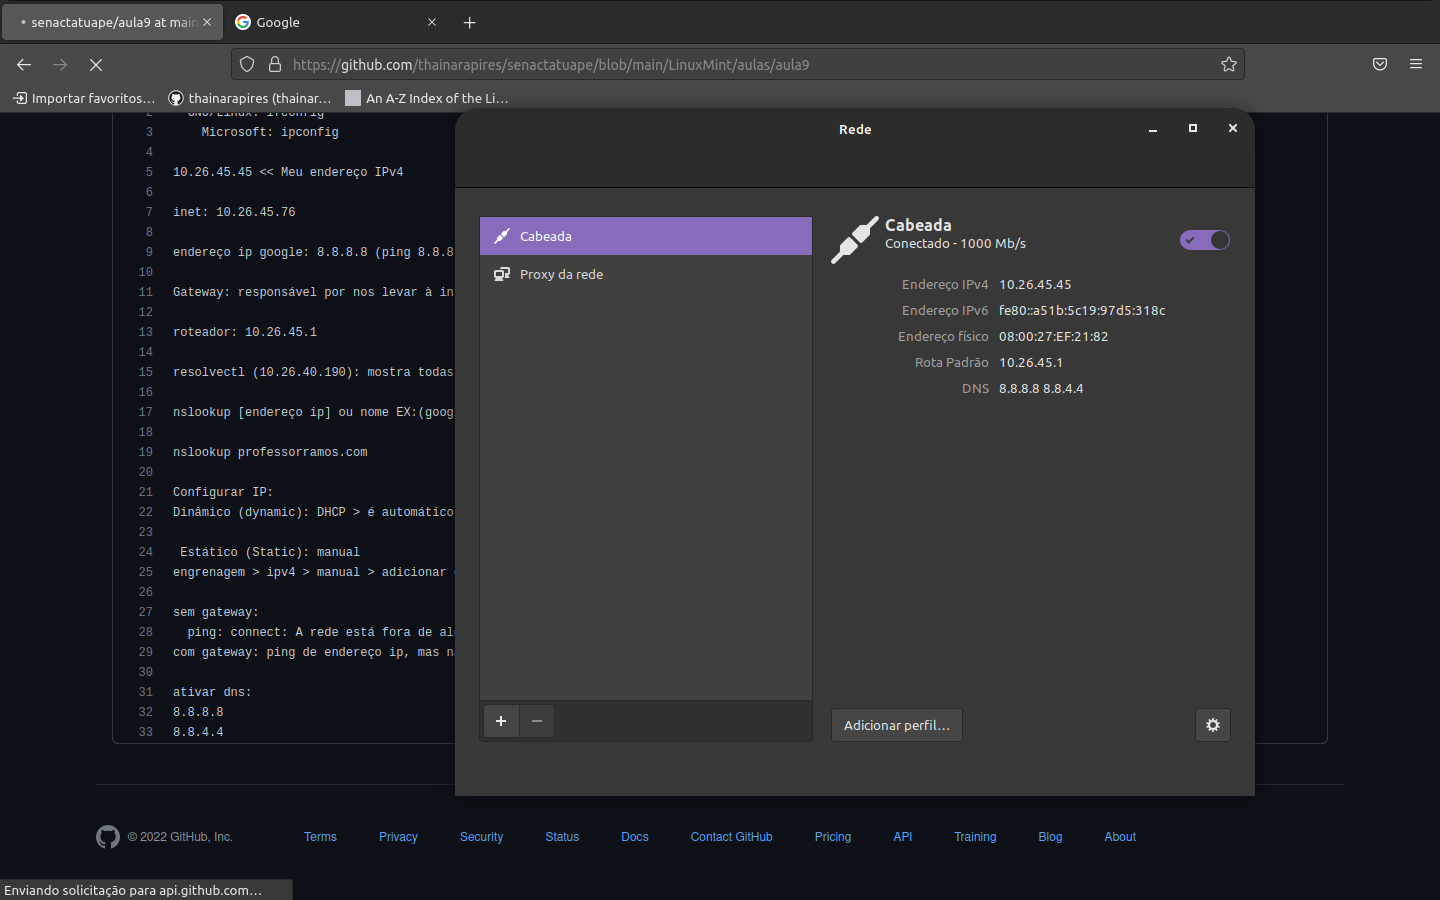 senactatuape/aula9 at main
Google
https://github.com/thainarapires/senactatuape/blob/main/LinuxMint/aulas/aula9
Importar favoritos...
thainarapires (thainar...
An A-Z Index of the Li...
2 GNU/Linux: ifconfig
3 Microsoft: ipconfig
4
5 10.26.45.45 << Meu endereço IPv4
6
7 inet: 10.26.45.76
8
9 endereço ip google: 8.8.8.8 (ping 8.8.8
10
11 Gateway: responsável por nos levar à in
12
13 roteador: 10.26.45.1
14
15 resolvectl (10.26.40.190): mostra todas
16
17 nslookup [endereço ip] ou nome EX:(goog
18
19 nslookup professorramos.com
20
21 Configurar IP:
22 Dinâmico (dynamic): DHCP > é automático
23
24 Estático (Static): manual
25 engrenagem > ipv4 > manual > adicionar
26
27 sem gateway:
28 ping: connect: A rede está fora de al
29 com gateway: ping de endereço ip, mas n
30
31 ativar dns:
32 8.8.8.8
33 8.8.4.4
Rede
Cabeada
Proxy da rede
Cabeada
Conectado - 1000 Mb/s
Endereço IPv4 10.26.45.45
Endereço IPv6 fe80::a51b:5c19:97d5:318c
Endereço físico 08:00:27:EF:21:82
Rota Padrão 10.26.45.1
DNS 8.8.8.8 8.8.4.4
Adicionar perfil...
© 2022 GitHub, Inc. Terms Privacy Security Status Docs Contact GitHub Pricing API Training Blog About
Enviando solicitação para api.github.com...